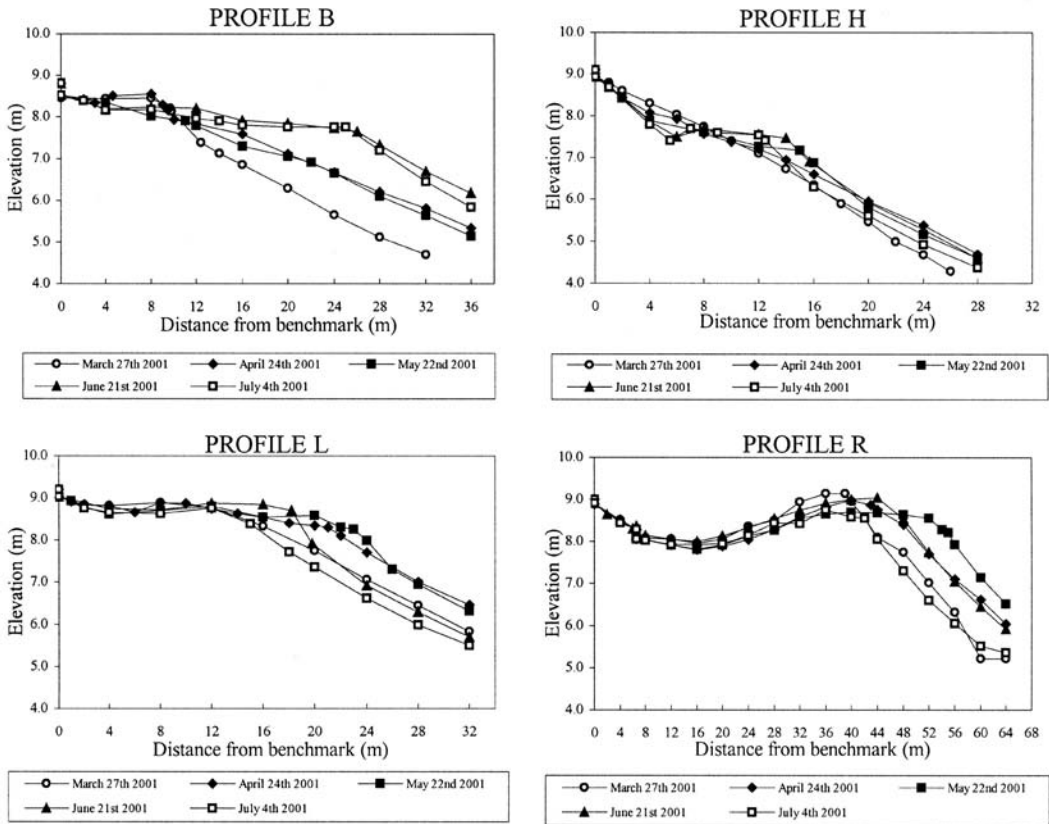 PROFILE B
Elevation (m)
9.0
8.0
7.0
6.0
5.0
4.0
0 4 8 12 16 20 24 28 32 36
Distance from benchmark (m)
March 27th 2001 April 24th 2001 May 22nd 2001
June 21st 2001 July 4th 2001
PROFILE H
Elevation (m)
10.0
9.0
8.0
7.0
6.0
5.0
4.0
0 4 8 12 16 20 24 28 32
Distance from benchmark (m)
March 27th 2001 April 24th 2001 May 22nd 2001
June 21st 2001 July 4th 2001
PROFILE L
Elevation (m)
10.0
9.0
8.0
7.0
6.0
5.0
4.0
0 4 8 12 16 20 24 28 32
Distance from benchmark (m)
March 27th 2001 April 24th 2001 May 22nd 2001
June 21st 2001 July 4th 2001
PROFILE R
Elevation (m)
10.0
9.0
8.0
7.0
6.0
5.0
4.0
0 4 8 12 16 20 24 28 32 36 40 44 48 52 56 60 64 68
Distance from benchmark (m)
March 27th 2001 April 24th 2001 May 22nd 2001
June 21st 2001 July 4th 2001